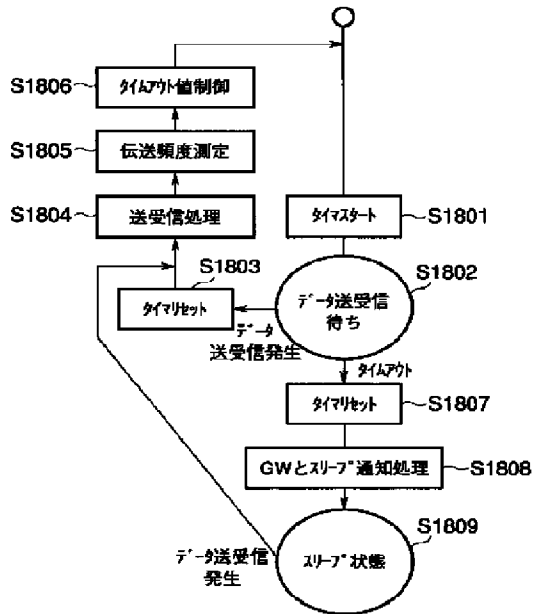 S1806
ﾀｲﾑｱｳﾄ値制御
S1805
伝送頻度測定
S1804
送受信処理
ﾀｲﾏｽﾀｰﾄ
S1801
S1803
S1802
ﾀｲﾏﾘｾｯﾄ
ﾃﾞｰﾀ送受信
待ち
ﾃﾞｰﾀ
送受信発生
ﾀｲﾑｱｳﾄ
ﾀｲﾏﾘｾｯﾄ
S1807
GWとｽﾘｰﾌﾟ通知処理
S1808
S1809
ﾃﾞｰﾀ送受信
発生
ｽﾘｰﾌﾟ状態